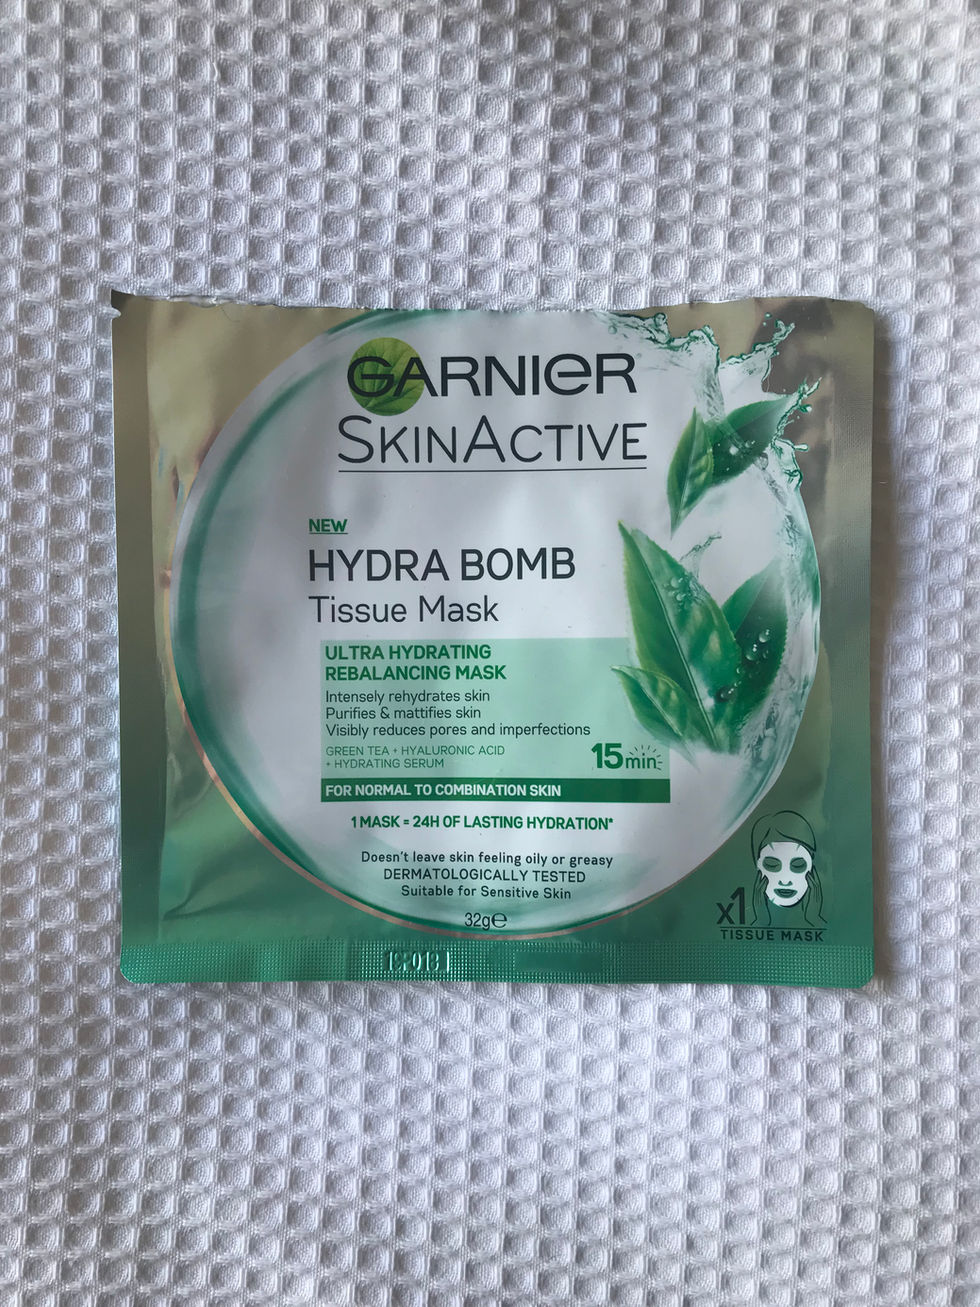 GARNIER
SKINACTIVE
NEW
HYDRA BOMB
Tissue Mask
ULTRA HYDRATING
REBALANCING MASK
Intensely rehydrates skin
Purifies & mattifies skin
Visibly reduces pores and imperfections
GREEN TEA + HYALURONIC ACID
+ HYDRATING SERUM
15min
FOR NORMAL TO COMBINATION SKIN
1 MASK = 24H OF LASTING HYDRATION*
Doesn't leave skin feeling oily or greasy
DERMATOLOGICALLY TESTED
Suitable for Sensitive Skin
32g℮
x1
TISSUE MASK